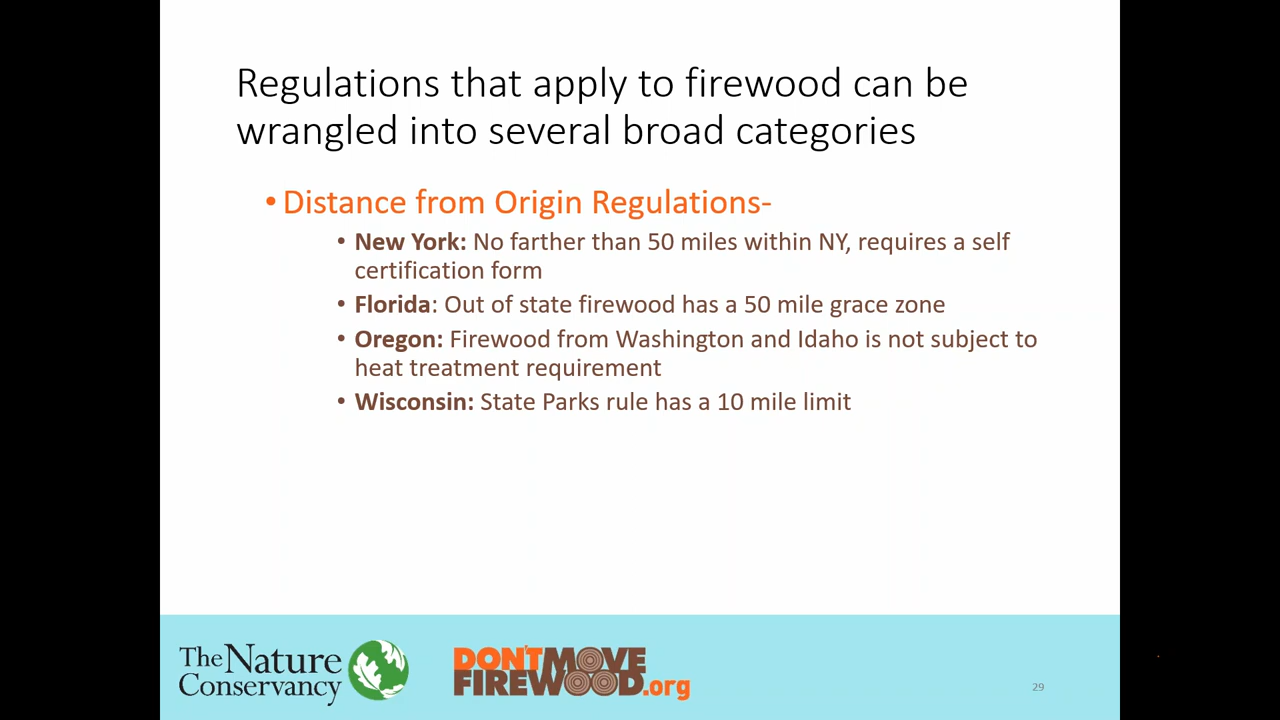 Regulations that apply to firewood can be
wrangled into several broad categories
• Distance from Origin Regulations-
• New York: No farther than 50 miles within NY, requires a self
certification form
• Florida: Out of state firewood has a 50 mile grace zone
• Oregon: Firewood from Washington and Idaho is not subject to
heat treatment requirement
• Wisconsin: State Parks rule has a 10 mile limit
The Nature
Conservancy
DON'T MOVE
FIREWOOD.org
29